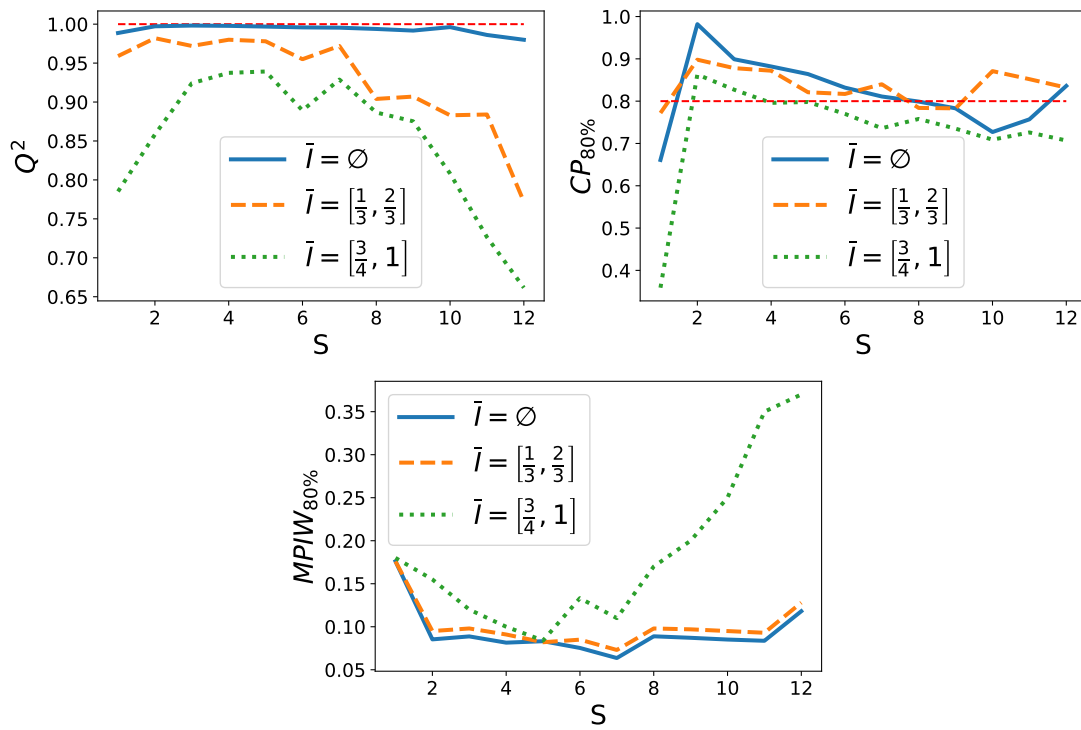 1.00
0.95
0.90
0.85
0.80
0.75
0.70
0.65
Q²
Ī = ∅
Ī = [1/3, 2/3]
Ī = [3/4, 1]
2 4 6 8 10 12
S
1.0
0.9
0.8
0.7
0.6
0.5
0.4
CP80%
Ī = ∅
Ī = [1/3, 2/3]
Ī = [3/4, 1]
2 4 6 8 10 12
S
0.35
0.30
0.25
0.20
0.15
0.10
0.05
MPIW80%
Ī = ∅
Ī = [1/3, 2/3]
Ī = [3/4, 1]
2 4 6 8 10 12
S